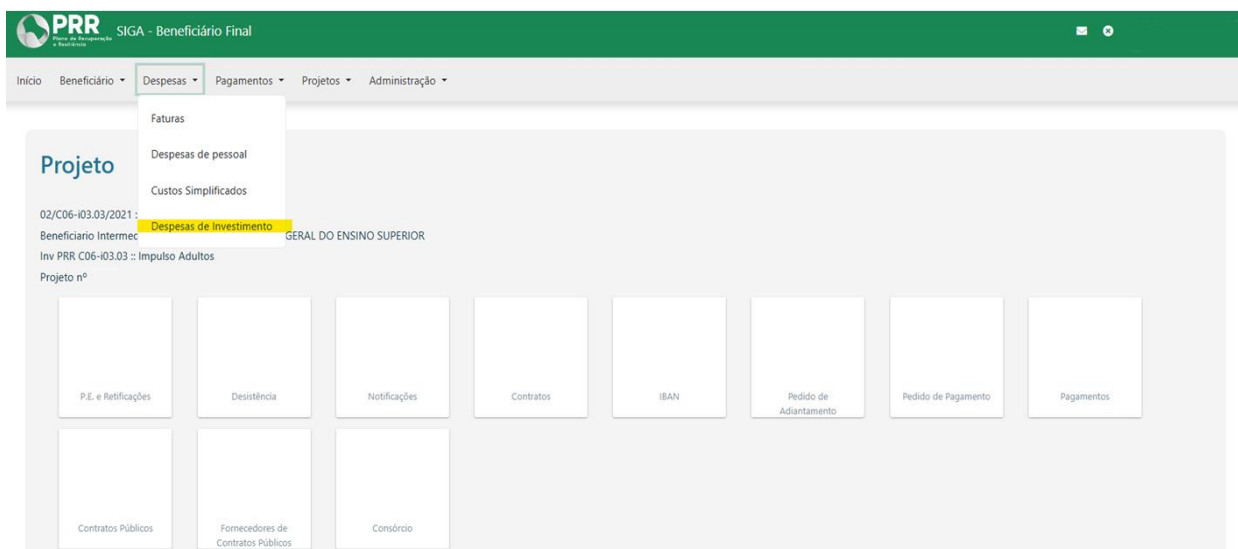 PRR
Plano de Recuperação
e Resiliência
SIGA - Beneficiário Final
Início Beneficiário Despesas Pagamentos Projetos Administração
Faturas
Despesas de pessoal
Custos Simplificados
Despesas de Investimento
Projeto
02/C06-i03.03/2021 :
Beneficiario Intermed GERAL DO ENSINO SUPERIOR
Inv PRR C06-i03.03 :: Impulso Adultos
Projeto nº
P.E. e Retificações
Desistência
Notificações
Contratos
IBAN
Pedido de
Adiantamento
Pedido de Pagamento
Pagamentos
Contratos Públicos
Fornecedores de
Contratos Públicos
Consórcio